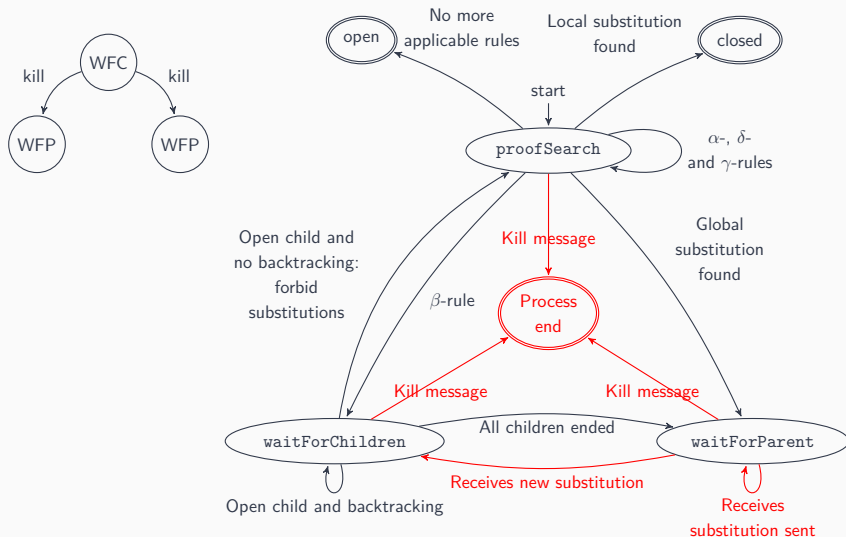 WFC
kill
kill
WFP
WFP
open
No more
applicable rules
Local substitution
found
closed
start
proofSearch
α-, δ-
and γ-rules
Open child and
no backtracking:
forbid
substitutions
Kill message
Global
substitution
found
β-rule
Process
end
Kill message
Kill message
waitForChildren
All children ended
waitForParent
Receives new substitution
Open child and backtracking
Receives
substitution sent